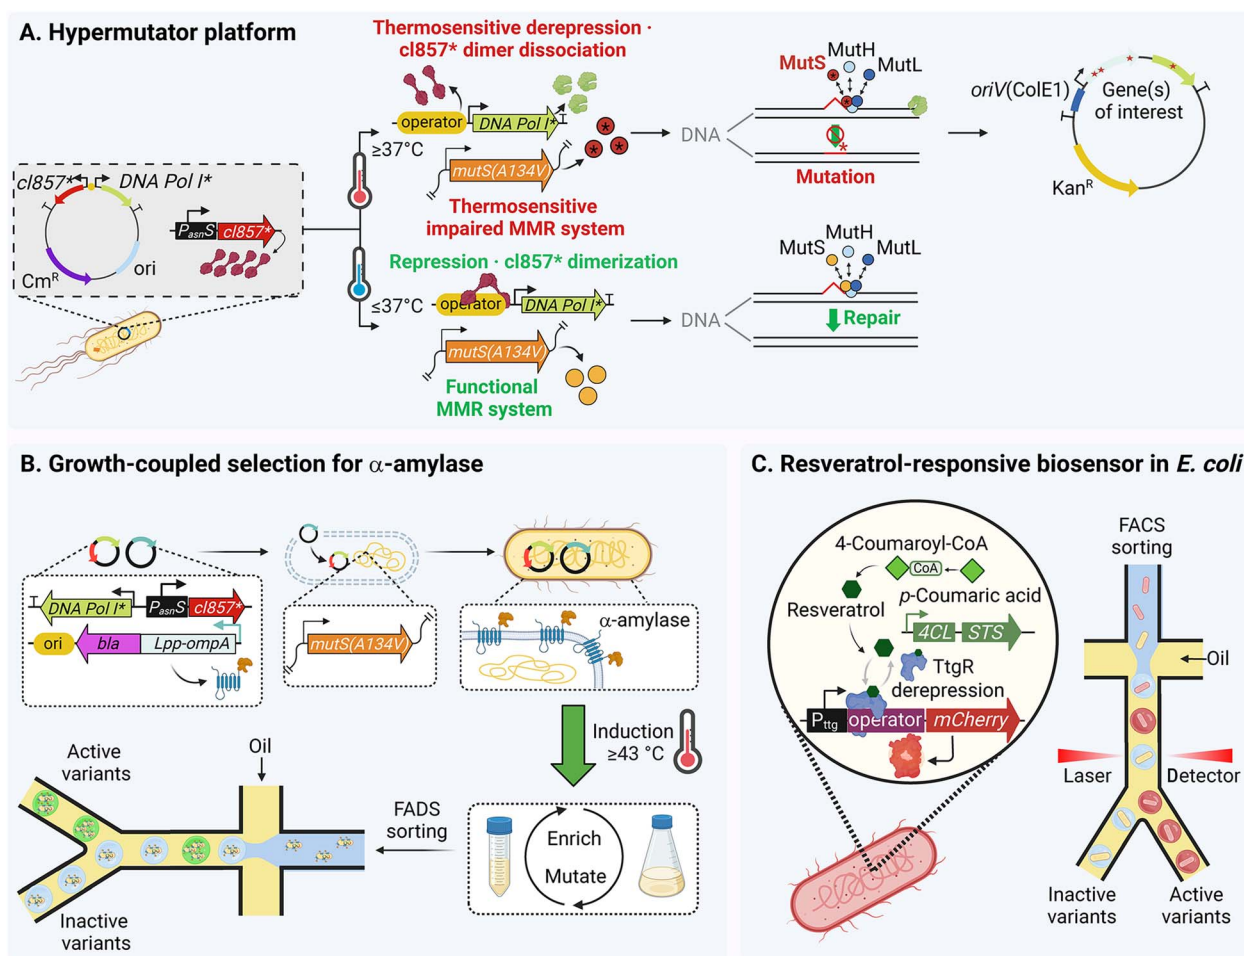 A. Hypermutator platform
Thermosensitive derepression ·
cI857* dimer dissociation
operator
DNA Pol I*
≥37°C
mutS(A134V)
Thermosensitive
impaired MMR system
MutS
MutH
MutL
DNA
*
Mutation
oriV(ColE1)
Gene(s)
of interest
KanR
cI857*
DNA Pol I*
PasnS
cI857*
CmR
ori
Repression · cI857* dimerization
≤37°C
operator
DNA Pol I*
mutS(A134V)
Functional
MMR system
MutS
MutH
MutL
DNA
Repair
B. Growth-coupled selection for α-amylase
DNA Pol I*
PasnS
cI857*
ori
bla
Lpp-ompA
mutS(A134V)
α-amylase
Induction
≥43 °C
Enrich
Mutate
FADS
sorting
Oil
Active
variants
Inactive
variants
C. Resveratrol-responsive biosensor in E. coli
4-Coumaroyl-CoA
CoA
Resveratrol
p-Coumaric acid
4CL
STS
TtgR
derepression
Pttg
operator
mCherry
FACS
sorting
Oil
Laser
Detector
Inactive
variants
Active
variants